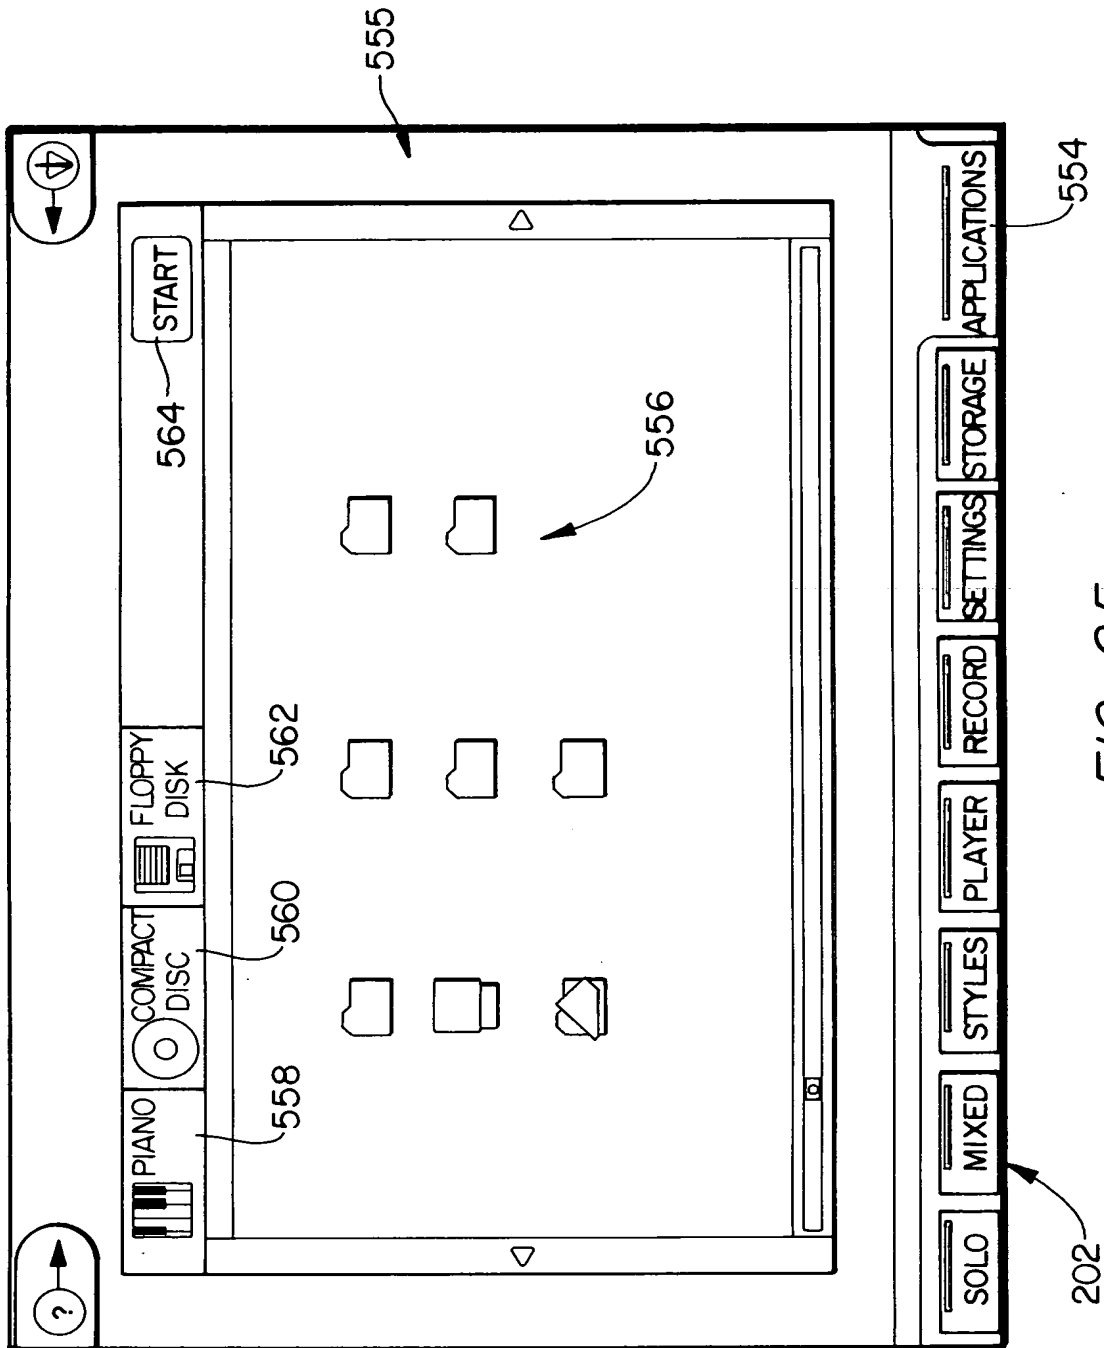 ?
555
PIANO
COMPACT
DISC
FLOPPY
DISK
START
558
560
562
564
556
SOLO
MIXED
STYLES
PLAYER
RECORD
SETTINGS
STORAGE
APPLICATIONS
202
554